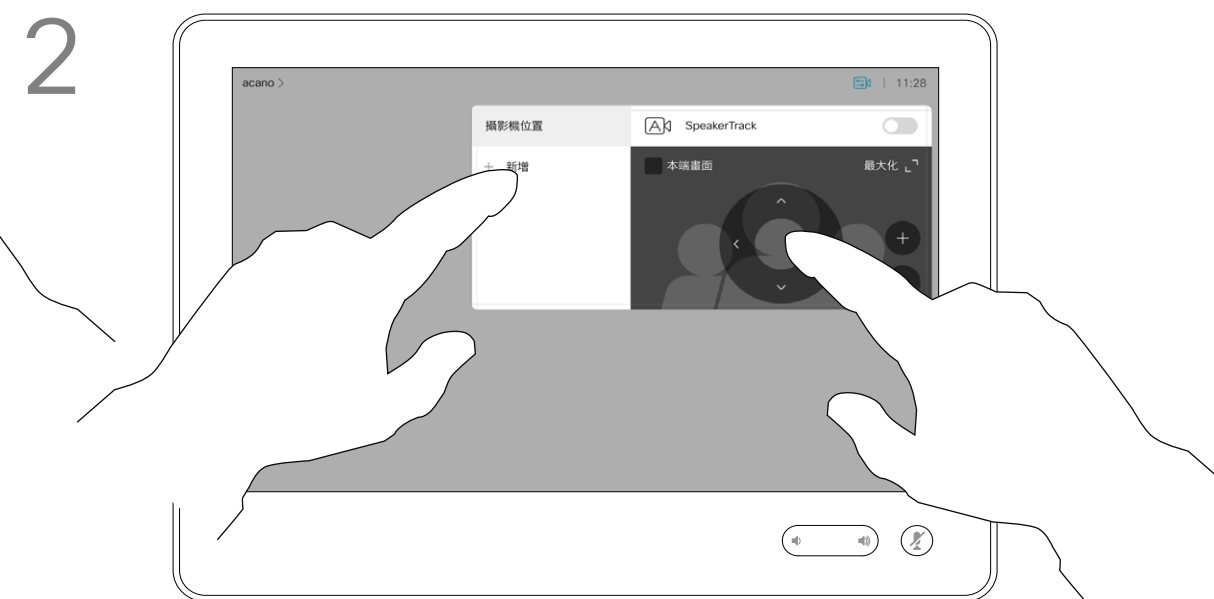 2
acano >
11:28
攝影機位置
SpeakerTrack
+ 新增
本端畫面
最大化